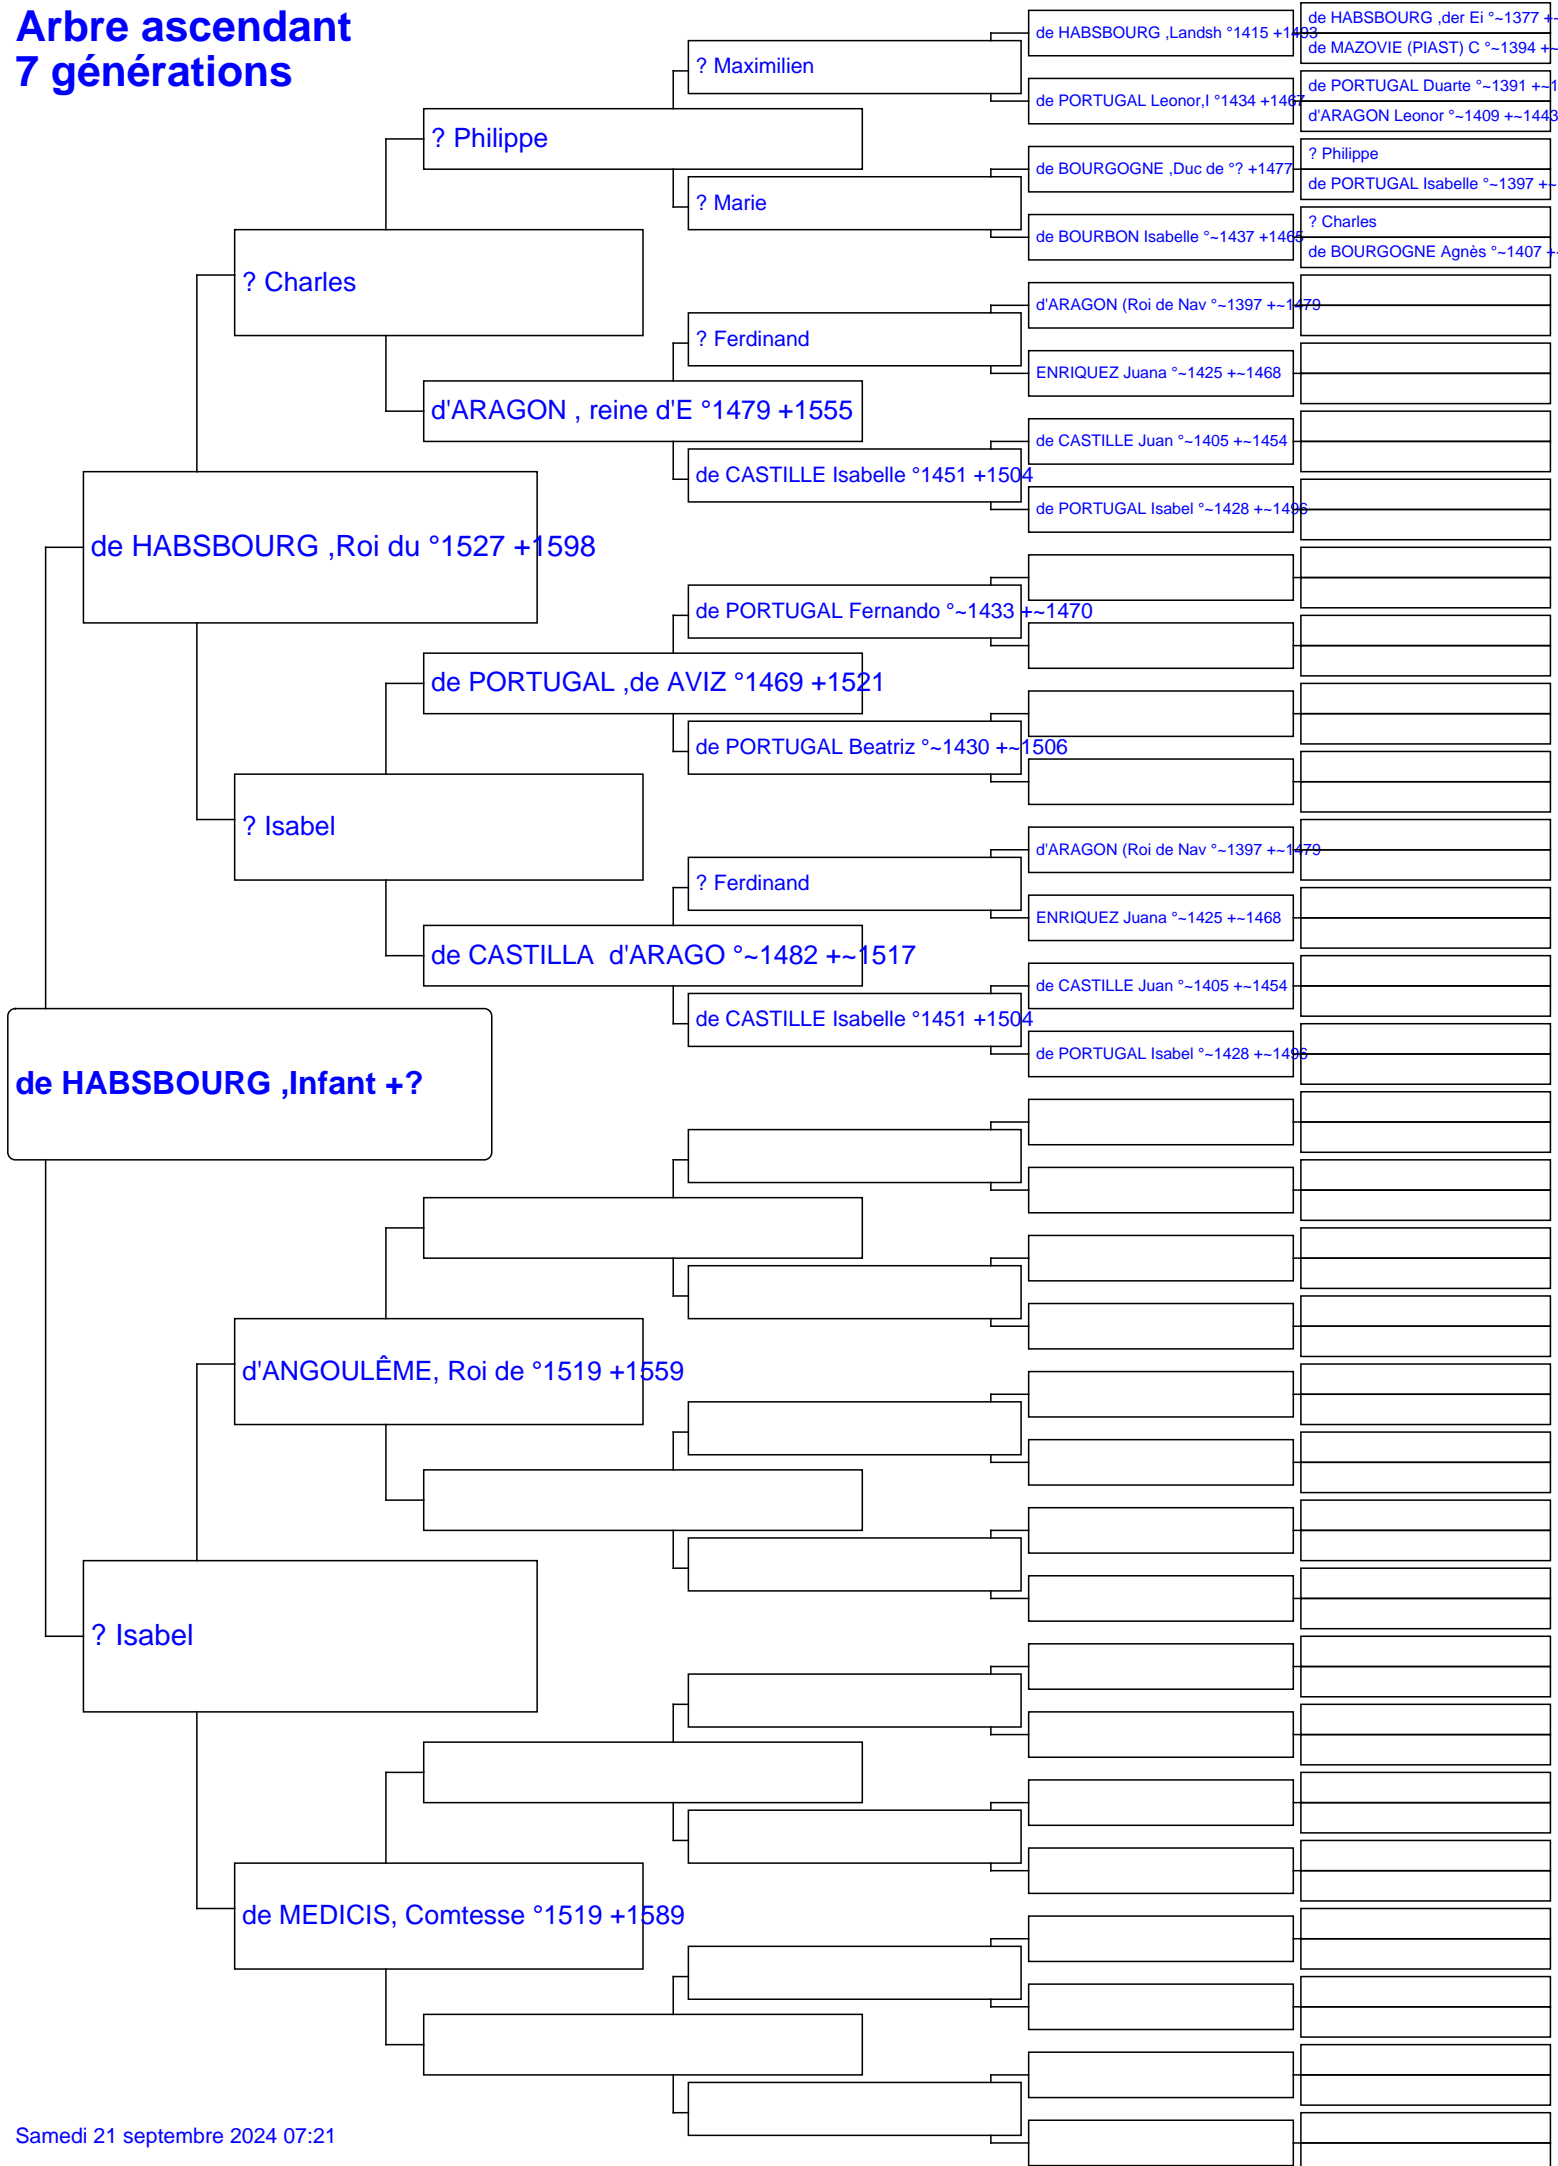 Arbre ascendant
7 générations
de HABSBOURG ,Landsh °1415 +1493
de HABSBOURG ,der Ei °~1377 +~
de MAZOVIE (PIAST) C °~1394 +~
? Maximilien
de PORTUGAL Leonor,I °1434 +1467
de PORTUGAL Duarte °~1391 +~1
d'ARAGON Leonor °~1409 +~1443
? Philippe
de BOURGOGNE ,Duc de °? +1477
? Philippe
de PORTUGAL Isabelle °~1397 +~
? Marie
de BOURBON Isabelle °~1437 +1465
? Charles
de BOURGOGNE Agnès °~1407 +~
? Charles
d'ARAGON (Roi de Nav °~1397 +~1479
? Ferdinand
ENRIQUEZ Juana °~1425 +~1468
d'ARAGON , reine d'E °1479 +1555
de CASTILLE Juan °~1405 +~1454
de CASTILLE Isabelle °1451 +1504
de PORTUGAL Isabel °~1428 +~1496
de HABSBOURG ,Roi du °1527 +1598
de PORTUGAL Fernando °~1433 +~1470
de PORTUGAL ,de AVIZ °1469 +1521
de PORTUGAL Beatriz °~1430 +~1506
? Isabel
d'ARAGON (Roi de Nav °~1397 +~1479
? Ferdinand
ENRIQUEZ Juana °~1425 +~1468
de CASTILLA  d'ARAGO °~1482 +~1517
de CASTILLE Juan °~1405 +~1454
de CASTILLE Isabelle °1451 +1504
de PORTUGAL Isabel °~1428 +~1496
de HABSBOURG ,Infant +?
d'ANGOULÊME, Roi de °1519 +1559
? Isabel
de MEDICIS, Comtesse °1519 +1589
Samedi 21 septembre 2024 07:21